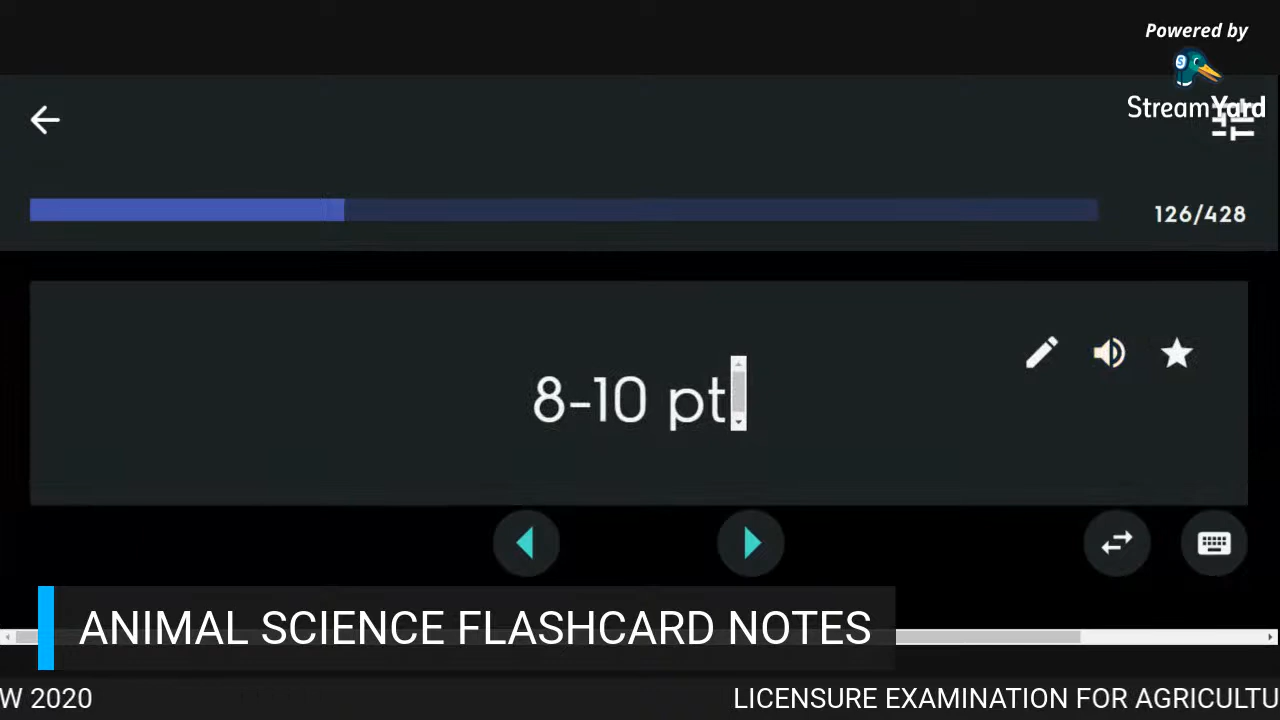 Powered by
StreamYard
126/428
8-10 pt
ANIMAL SCIENCE FLASHCARD NOTES
W 2020
LICENSURE EXAMINATION FOR AGRICULTU